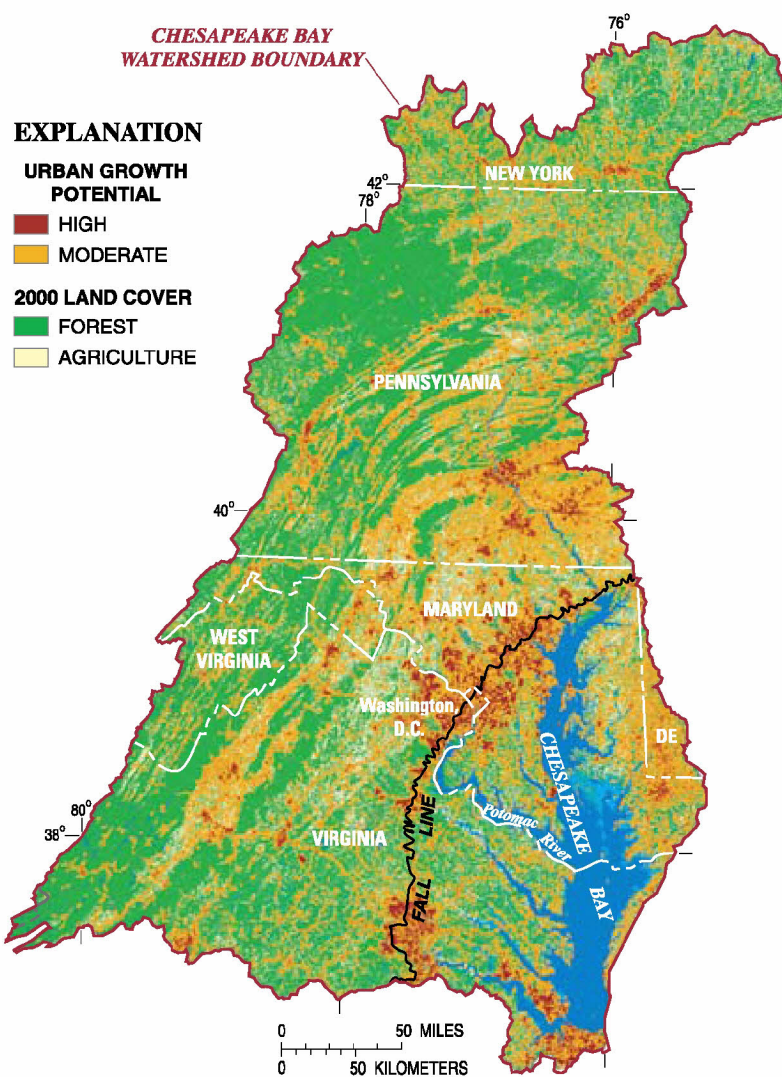 CHESAPEAKE BAY
WATERSHED BOUNDARY
76°
EXPLANATION
URBAN GROWTH
POTENTIAL
HIGH
MODERATE
2000 LAND COVER
FOREST
AGRICULTURE
42°
78°
NEW YORK
PENNSYLVANIA
40°
MARYLAND
WEST
VIRGINIA
Washington,
D.C.
DE
CHESAPEAKE
BAY
Potomac River
80°
38°
VIRGINIA
FALL LINE
0 50 MILES
0 50 KILOMETERS